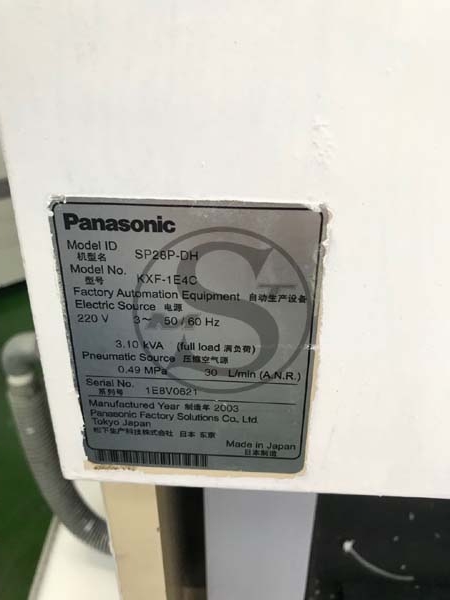 Panasonic
Model ID
机型名 SP28P-DH
Model No.
型号 KXF-1E4C
Factory Automation Equipment 自动生产设备
Electric Source 电源
220 V 3~ 50/60 Hz
3.10 kVA (full load 满负荷)
Pneumatic Source 压缩空气源
0.49 MPa 30 L/min (A.N.R.)
Serial No.
系列号 1E8V0621
Manufactured Year 制造年 2003
Panasonic Factory Solutions Co., Ltd.
Tokyo Japan
松下生产科技株式会社 日本 东京
Made in Japan
日本制造